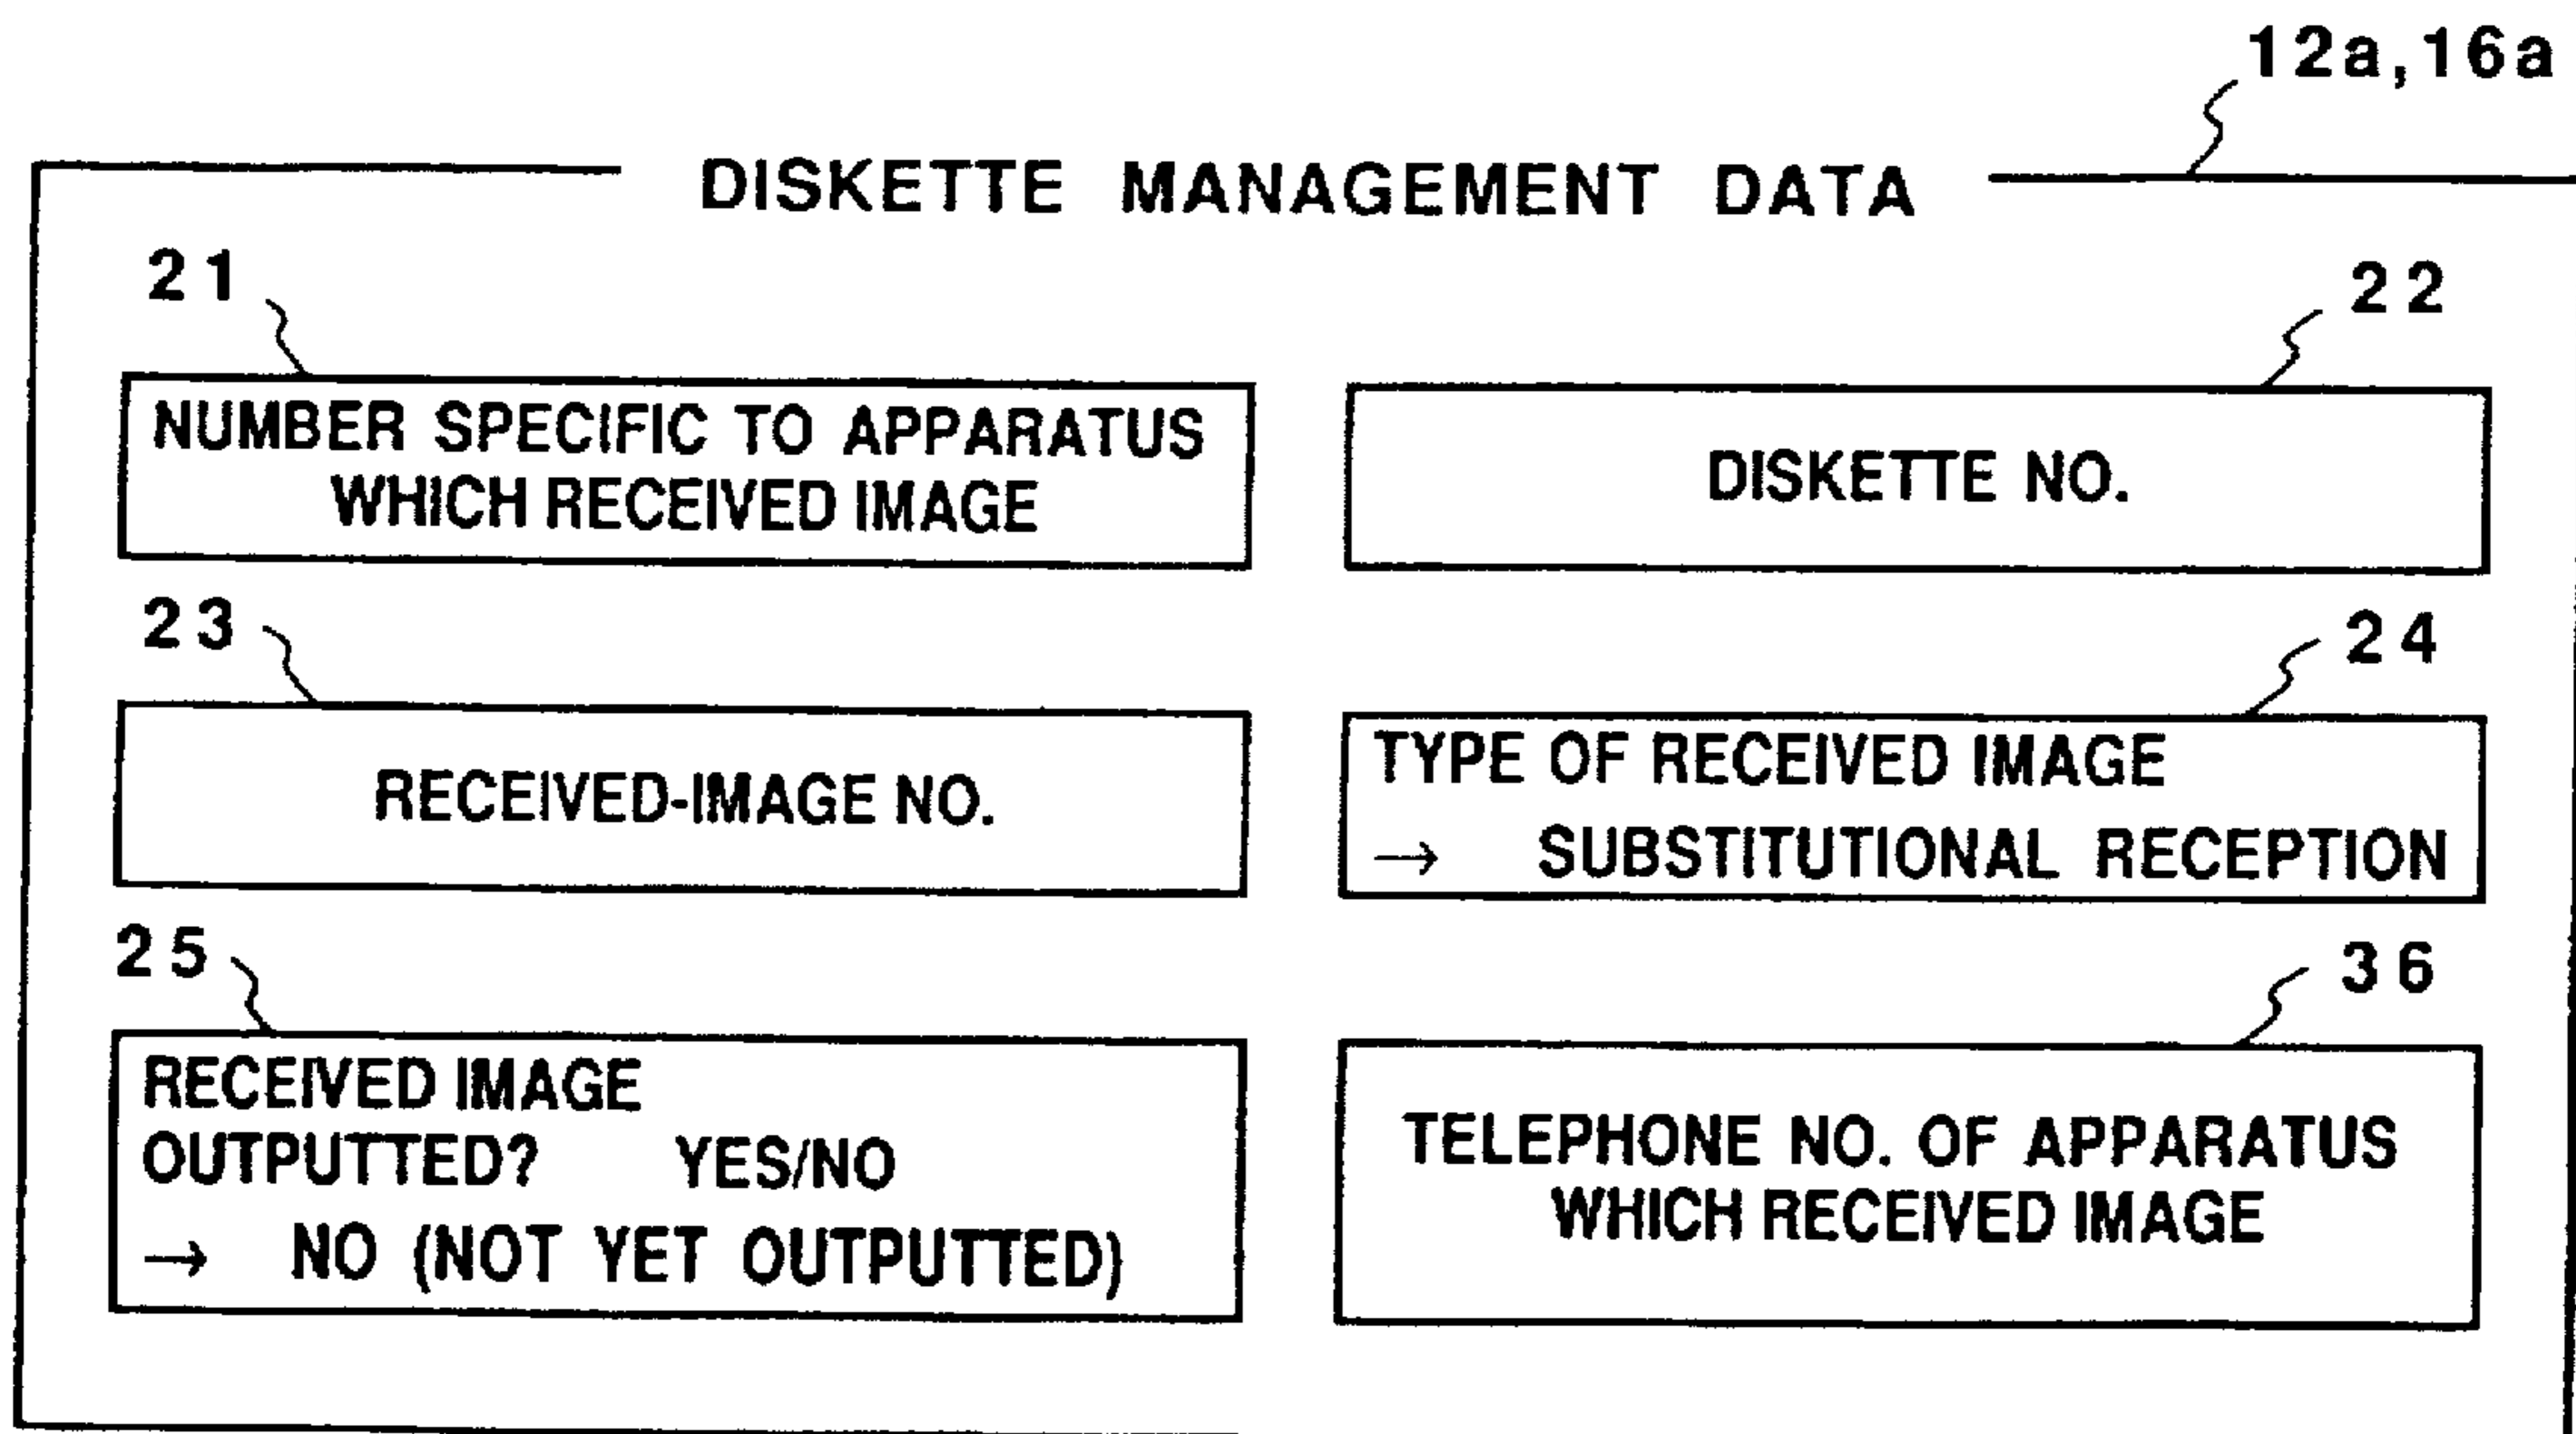 12a,16a
DISKETTE MANAGEMENT DATA
21
22
NUMBER SPECIFIC TO APPARATUS
WHICH RECEIVED IMAGE
DISKETTE NO.
23
24
RECEIVED-IMAGE NO.
TYPE OF RECEIVED IMAGE
→ SUBSTITUTIONAL RECEPTION
25
36
RECEIVED IMAGE
OUTPUTTED? YES/NO
→ NO (NOT YET OUTPUTTED)
TELEPHONE NO. OF APPARATUS
WHICH RECEIVED IMAGE